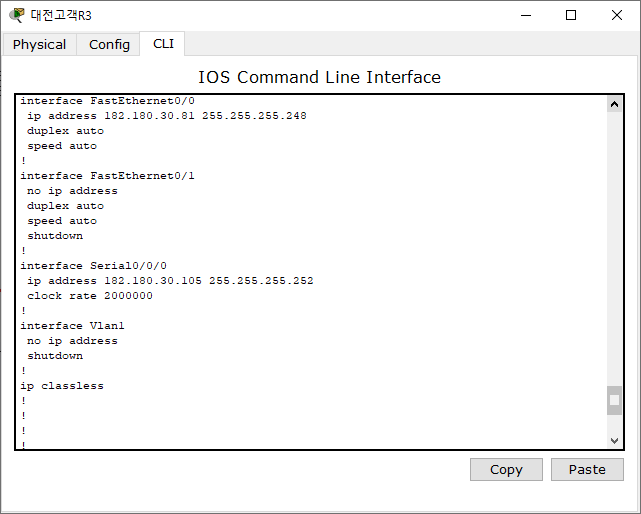 대전고객R3
Physical Config CLI
IOS Command Line Interface
interface FastEthernet0/0
ip address 182.180.30.81 255.255.255.248
duplex auto
speed auto
!
interface FastEthernet0/1
no ip address
duplex auto
speed auto
shutdown
!
interface Serial0/0/0
ip address 182.180.30.105 255.255.255.252
clock rate 2000000
!
interface Vlan1
no ip address
shutdown
!
ip classless
!
!
!
!
Copy Paste